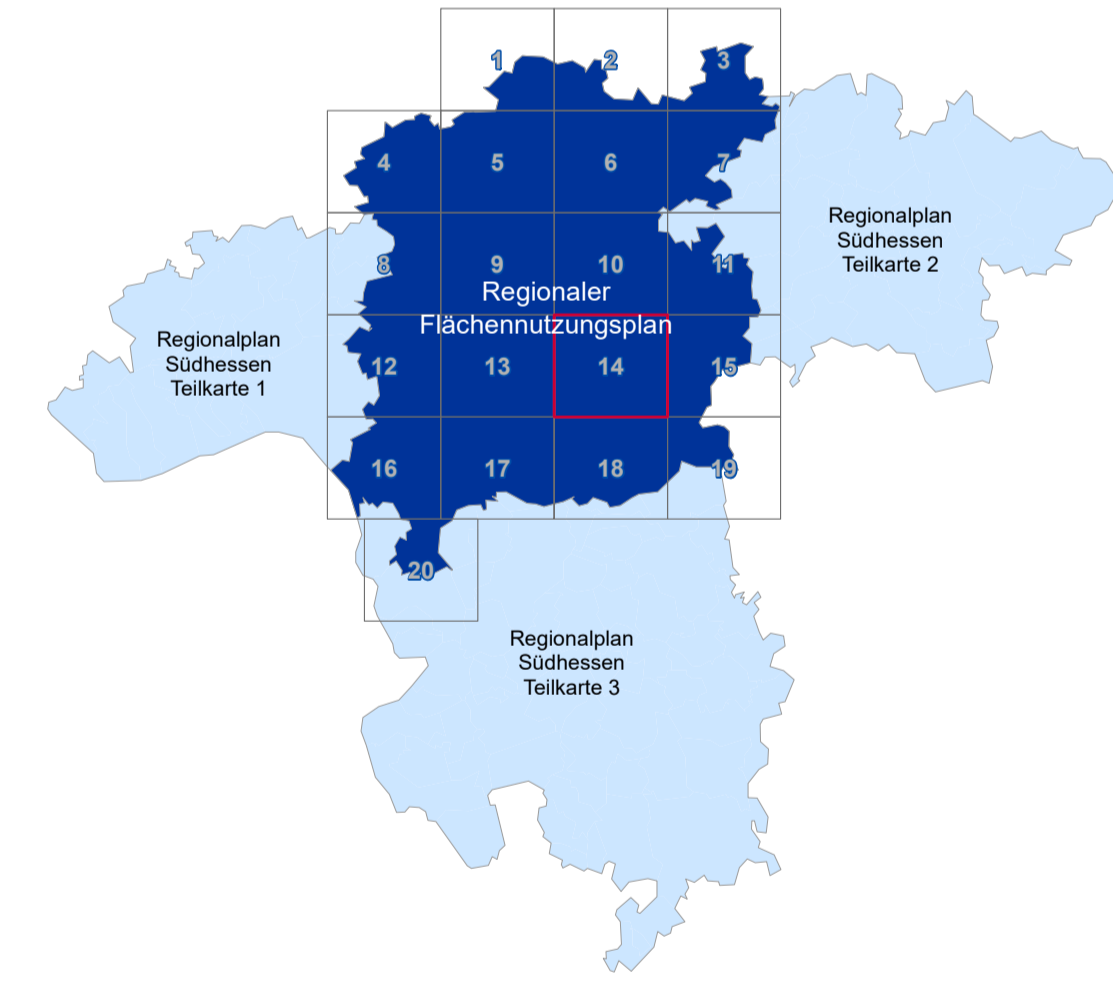 1
2
3
4
5
6
7
Regionalplan
Südhessen
Teilkarte 2
8
9
10
11
Regionaler
Flächennutzungsplan
Regionalplan
Südhessen
Teilkarte 1
12
13
14
15
16
17
18
19
20
Regionalplan
Südhessen
Teilkarte 3